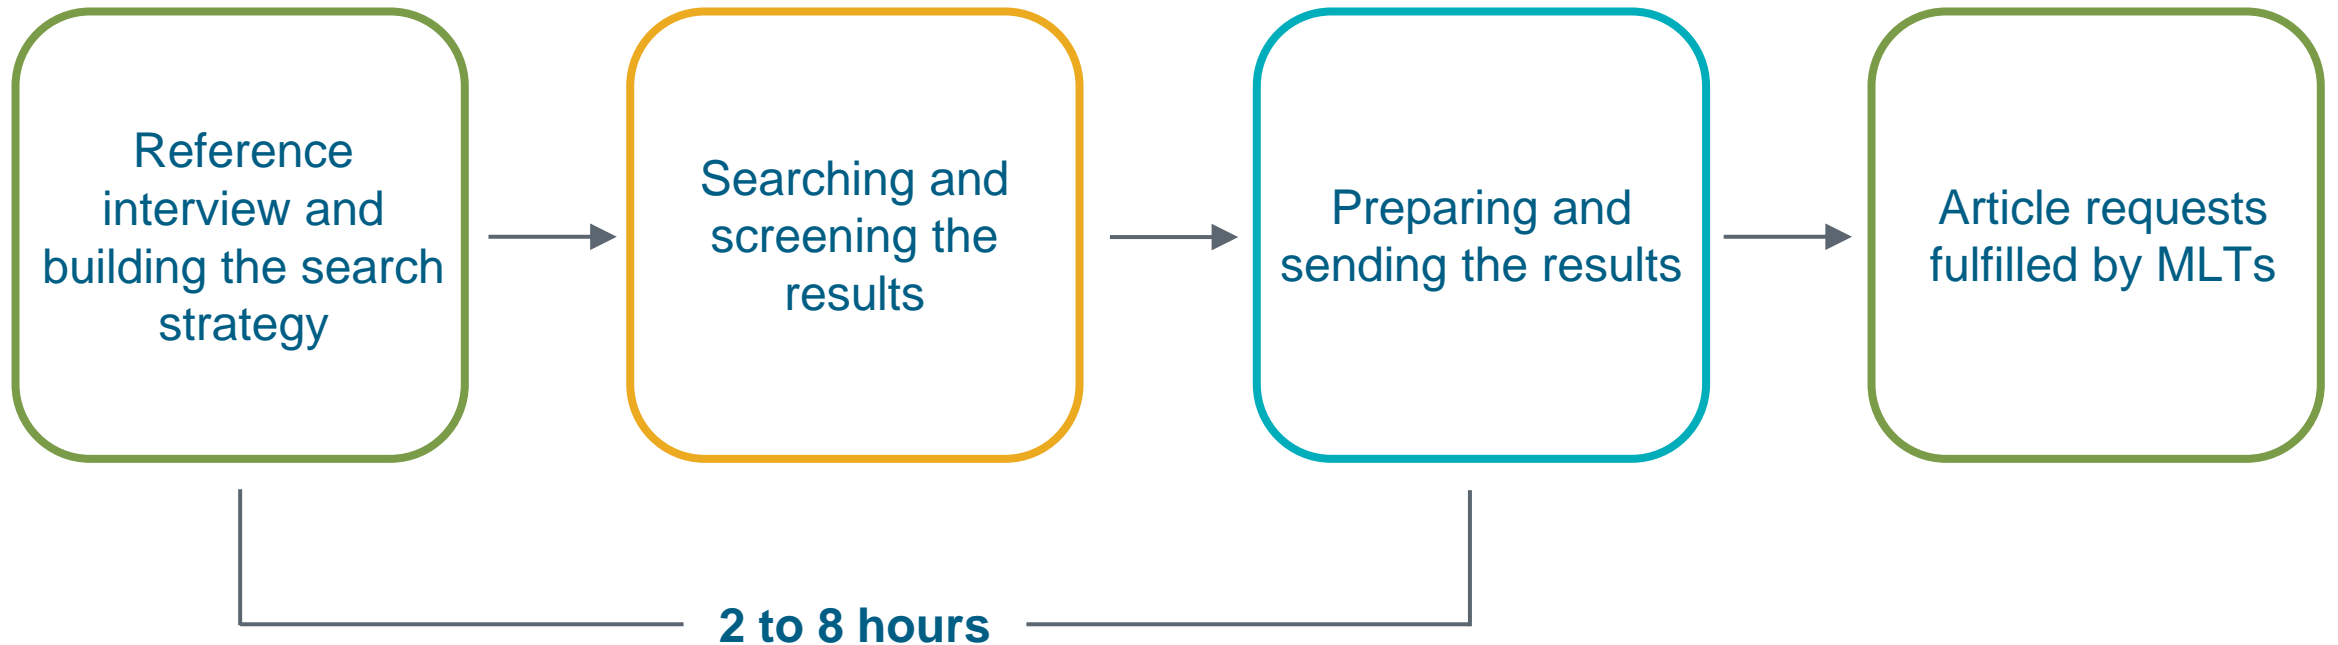 Reference
interview and
building the search
strategy
Searching and
screening the
results
Preparing and
sending the results
Article requests
fulfilled by MLTs
2 to 8 hours